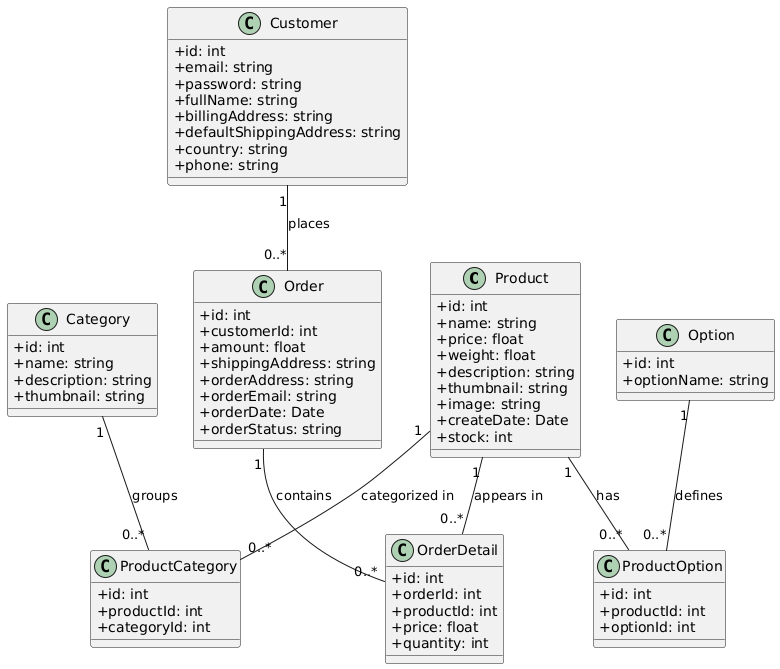 C Customer
+id: int
+email: string
+password: string
+fullName: string
+billingAddress: string
+defaultShippingAddress: string
+country: string
+phone: string
1
places
0..*
C Order
+id: int
+customerId: int
+amount: float
+shippingAddress: string
+orderAddress: string
+orderEmail: string
+orderDate: Date
+orderStatus: string
C Product
+id: int
+name: string
+price: float
+weight: float
+description: string
+thumbnail: string
+image: string
+createDate: Date
+stock: int
C Category
+id: int
+name: string
+description: string
+thumbnail: string
C Option
+id: int
+optionName: string
1
groups
0..*
1
contains
0..*
1
categorized in
0..*
1
appears in
0..*
1
has
0..*
1
defines
0..*
C ProductCategory
+id: int
+productId: int
+categoryId: int
C OrderDetail
+id: int
+orderId: int
+productId: int
+price: float
+quantity: int
C ProductOption
+id: int
+productId: int
+optionId: int